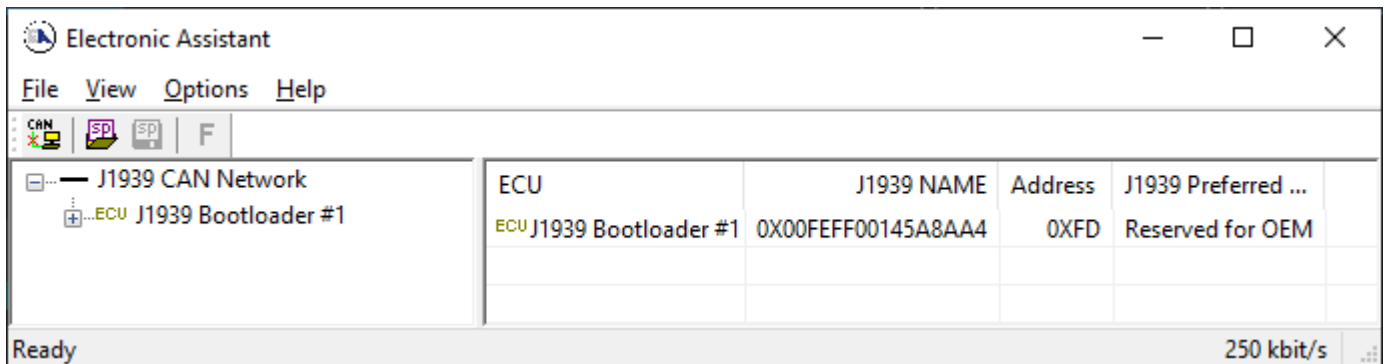 Electronic Assistant
File View Options Help
CAN SP SP F
J1939 CAN Network
ECU J1939 Bootloader #1
ECU J1939 NAME Address J1939 Preferred ...
ECU J1939 Bootloader #1 0X00FEFF00145A8AA4 0XFD Reserved for OEM
Ready 250 kbit/s